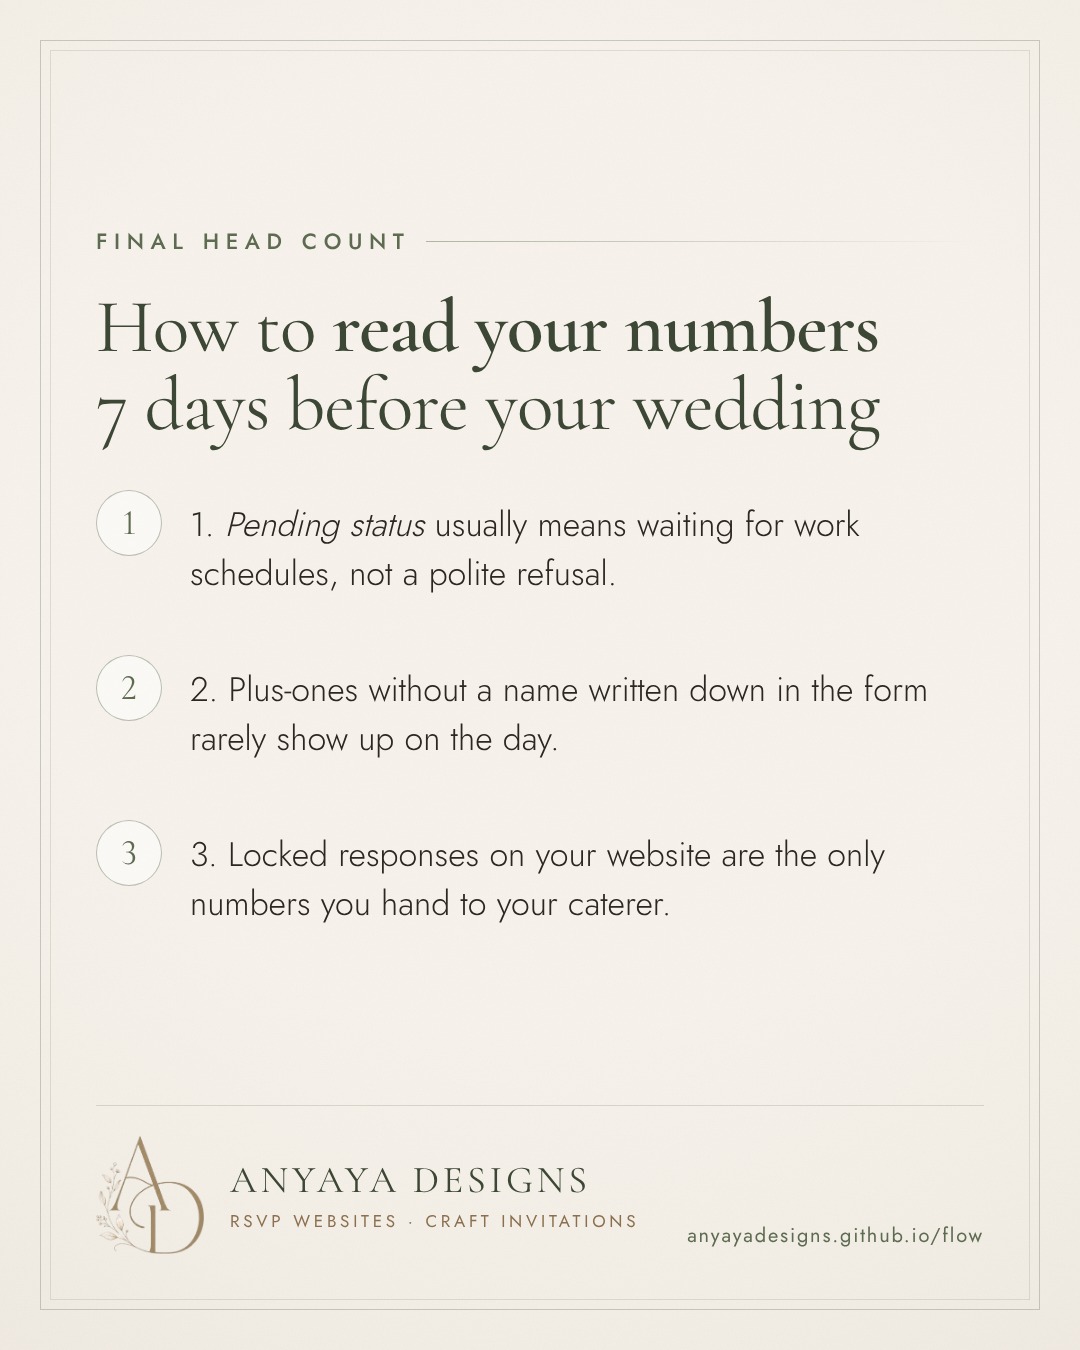 FINAL HEAD COUNT
How to read your numbers
7 days before your wedding
1
1. Pending status usually means waiting for work
schedules, not a polite refusal.
2
2. Plus-ones without a name written down in the form
rarely show up on the day.
3
3. Locked responses on your website are the only
numbers you hand to your caterer.
AD
ANYAYA DESIGNS
RSVP WEBSITES · CRAFT INVITATIONS
anyayadesigns.github.io/flow